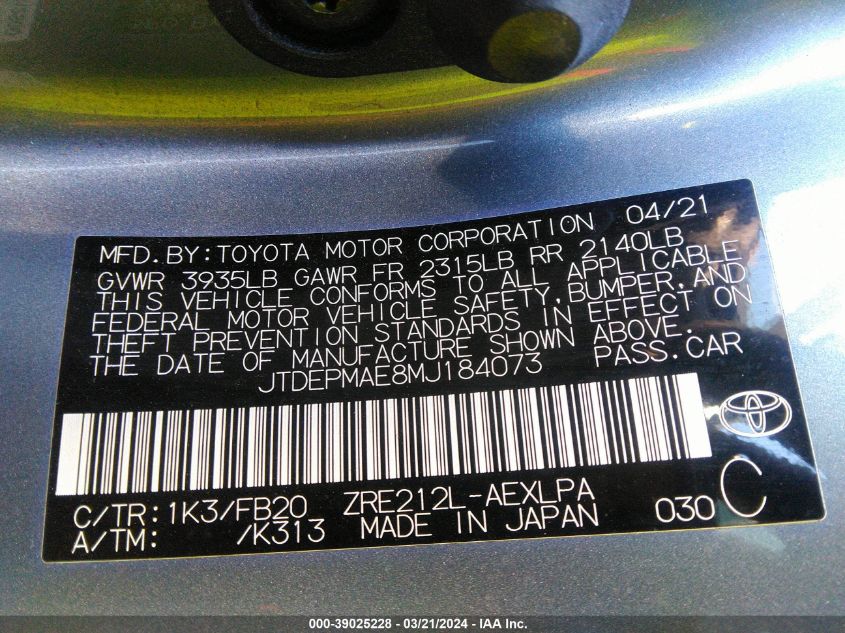 MFD. BY: TOYOTA MOTOR CORPORATION 04/21
GVWR 3935LB GAWR FR 2315LB RR 2140LB
THIS VEHICLE CONFORMS TO ALL APPLICABLE
FEDERAL MOTOR VEHICLE SAFETY, BUMPER, AND
THEFT PREVENTION STANDARDS IN EFFECT ON
THE DATE OF MANUFACTURE SHOWN ABOVE.
JTDEPMAE8MJ184073 PASS. CAR
C/TR: 1K3/FB20 ZRE212L-AEXLPA
A/TM: /K313 MADE IN JAPAN 030 C
000-39025228 - 03/21/2024 - IAA Inc.